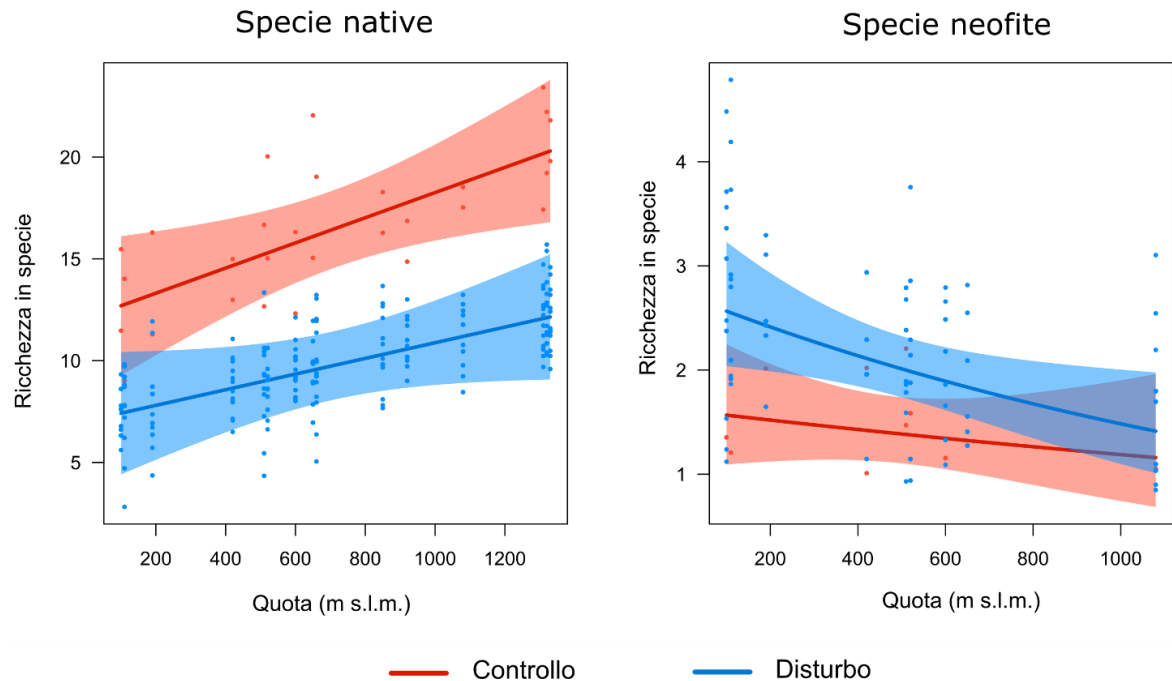 Specie native
Specie neofite
Ricchezza in specie
20
15
10
5
200 400 600 800 1000 1200
Quota (m s.l.m.)
Ricchezza in specie
4
3
2
1
200 400 600 800 1000
Quota (m s.l.m.)
Controllo
Disturbo